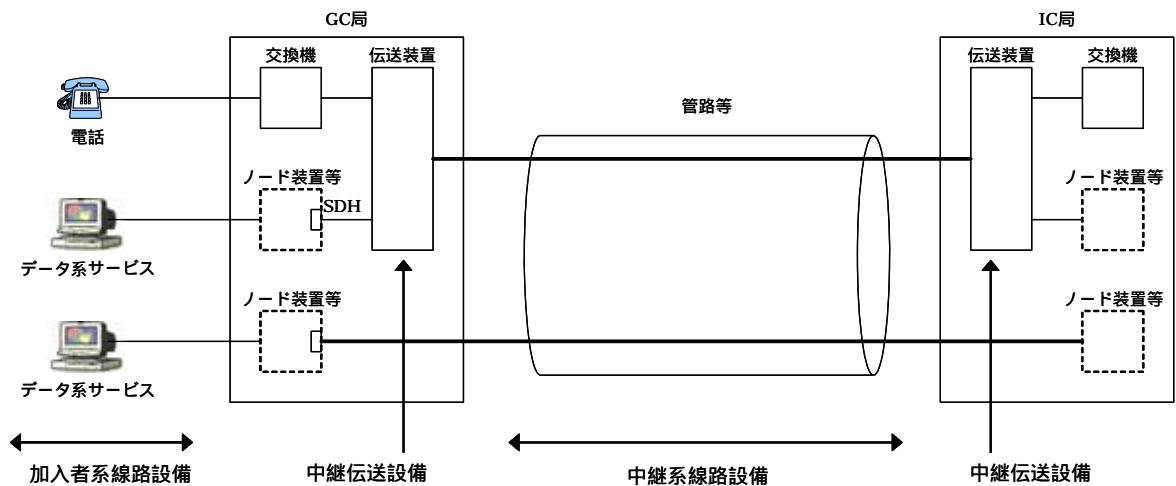 GC局
IC局
交換機
伝送装置
伝送装置
交換機
電話
管路等
ノード装置等
SDH
ノード装置等
データ系サービス
ノード装置等
ノード装置等
データ系サービス
加入者系線路設備
中継伝送設備
中継系線路設備
中継伝送設備